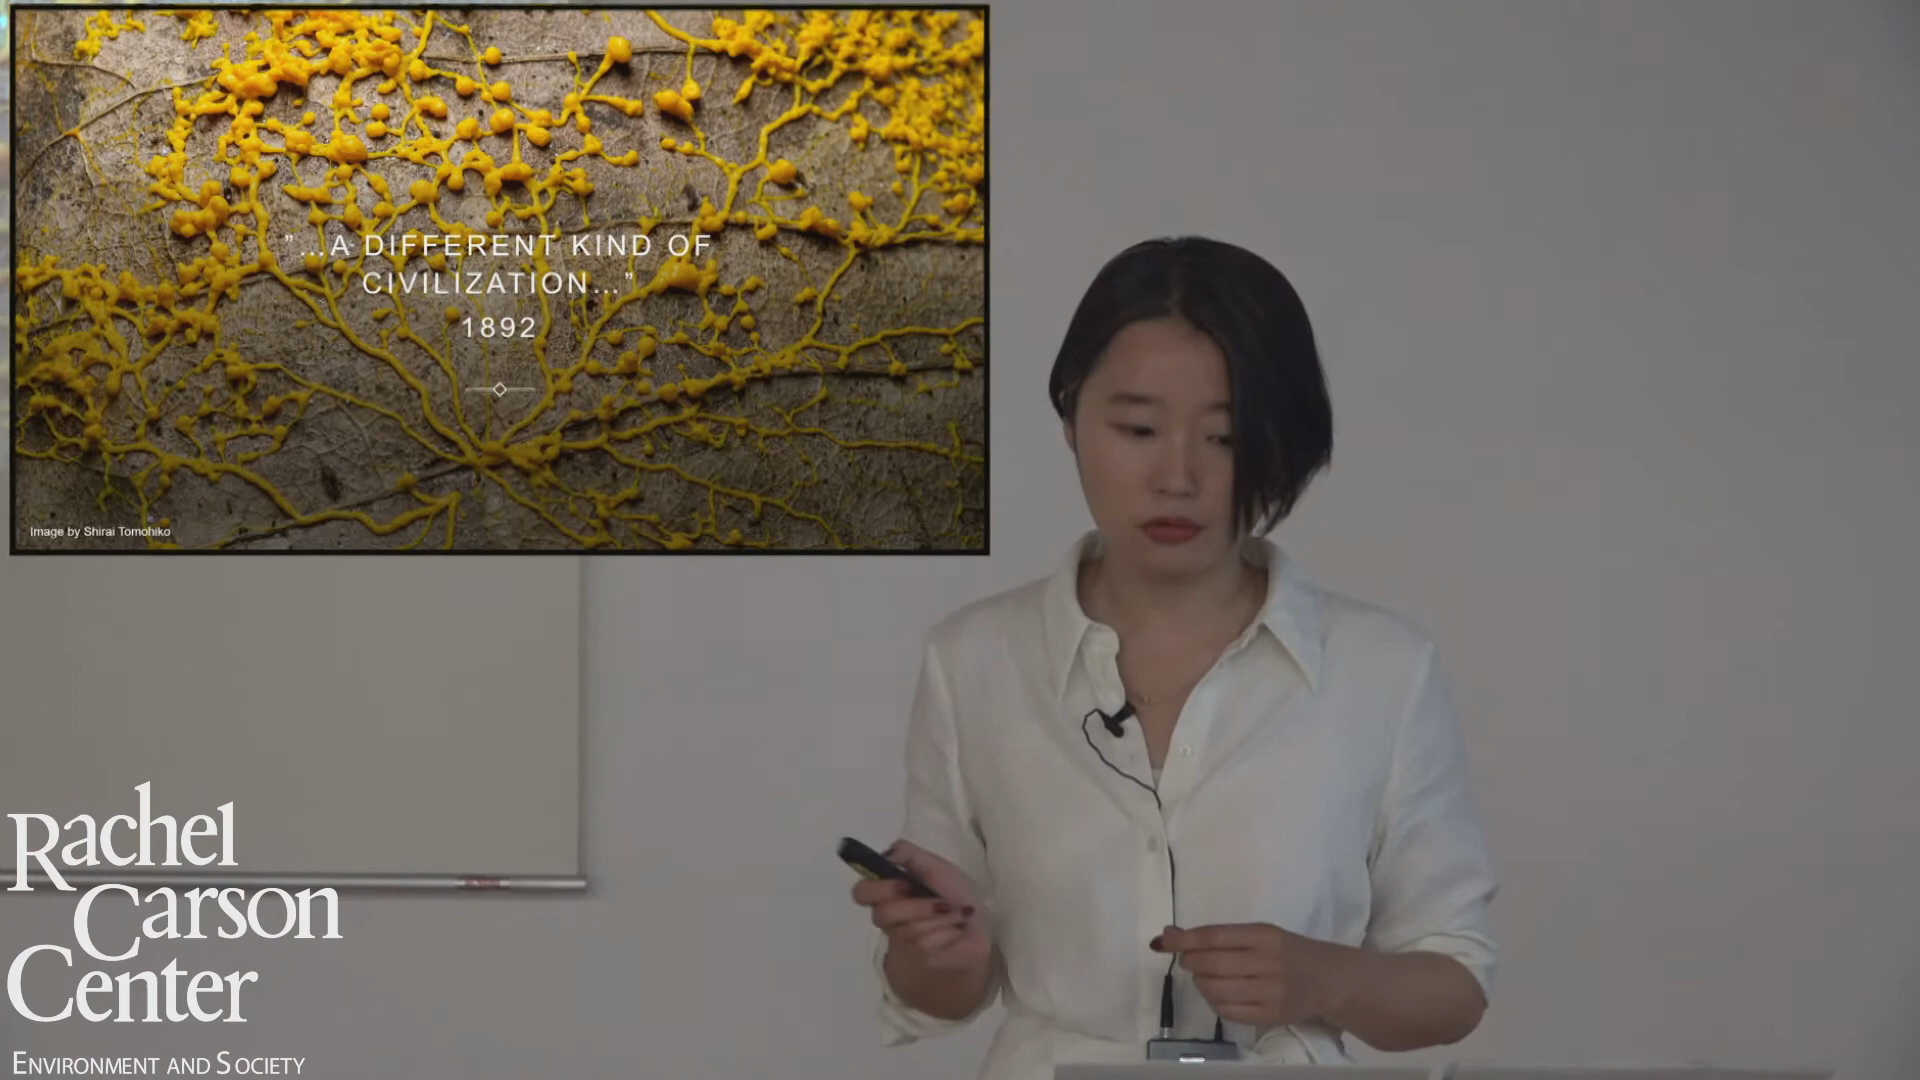 ”...A DIFFERENT KIND OF
CIVILIZATION...”
1892
Image by Shirai Tomohiko
Rachel
Carson
Center
ENVIRONMENT AND SOCIETY